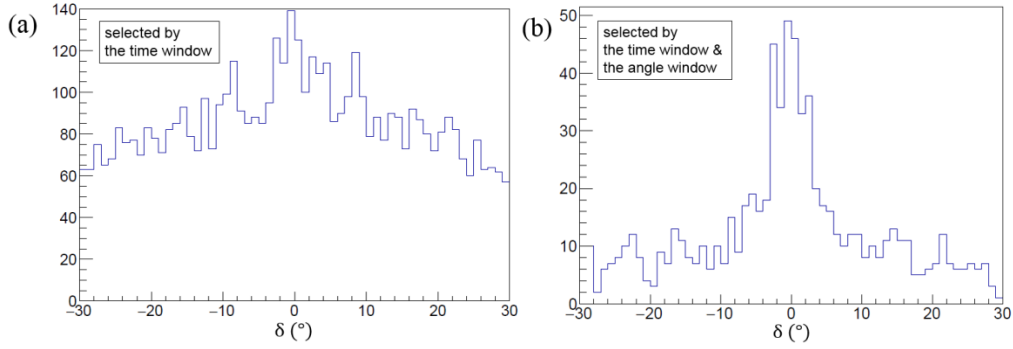 (a)
selected by
the time window
140
120
100
80
60
40
20
0
−30 −20 −10 0 10 20 30
δ (°)
(b)
selected by
the time window &
the angle window
50
40
30
20
10
0
−30 −20 −10 0 10 20 30
δ (°)